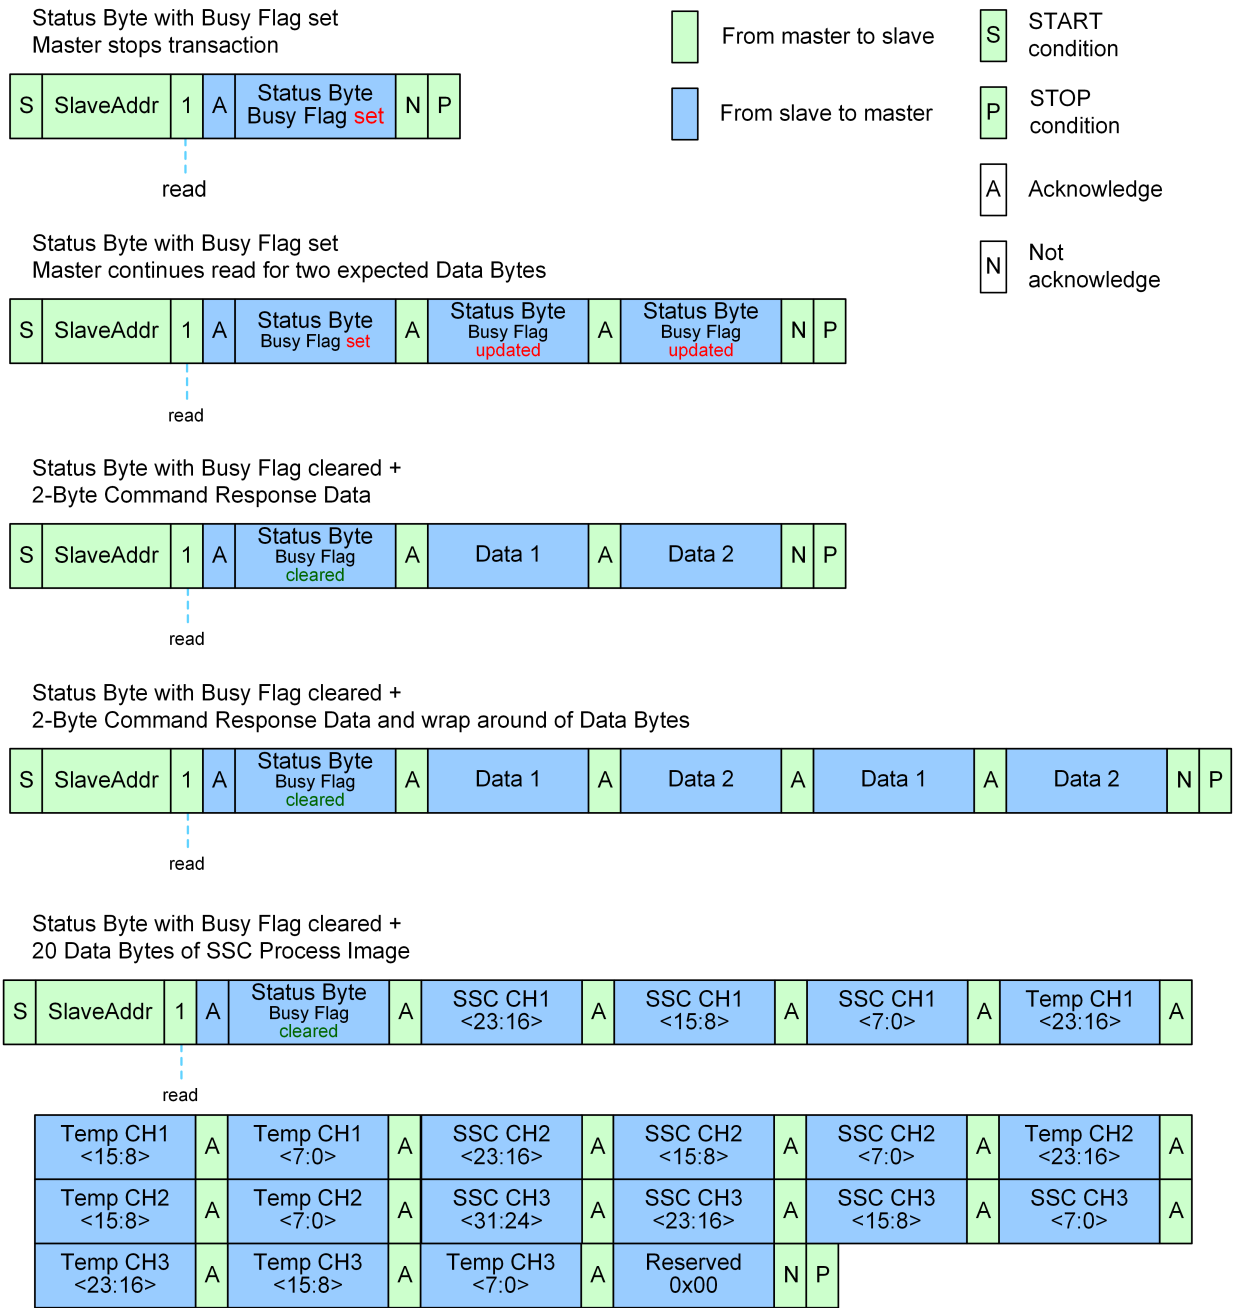 Status Byte with Busy Flag set
Master stops transaction
S SlaveAddr 1 A Status Byte N P
Busy Flag set
read
From master to slave
From slave to master
S START
condition
P STOP
condition
A Acknowledge
N Not
acknowledge
Status Byte with Busy Flag set
Master continues read for two expected Data Bytes
S SlaveAddr 1 A Status Byte A Status Byte A Status Byte N P
Busy Flag set Busy Flag Busy Flag
updated updated
read
Status Byte with Busy Flag cleared +
2-Byte Command Response Data
S SlaveAddr 1 A Status Byte A Data 1 A Data 2 N P
Busy Flag
cleared
read
Status Byte with Busy Flag cleared +
2-Byte Command Response Data and wrap around of Data Bytes
S SlaveAddr 1 A Status Byte A Data 1 A Data 2 A Data 1 A Data 2 N P
Busy Flag
cleared
read
Status Byte with Busy Flag cleared +
20 Data Bytes of SSC Process Image
S SlaveAddr 1 A Status Byte A SSC CH1 A SSC CH1 A SSC CH1 A Temp CH1 A
Busy Flag <23:16> <15:8> <7:0> <23:16>
cleared
read
Temp CH1 A Temp CH1 A SSC CH2 A SSC CH2 A SSC CH2 A Temp CH2 A
<15:8> <7:0> <23:16> <15:8> <7:0> <23:16>
Temp CH2 A Temp CH2 A SSC CH3 A SSC CH3 A SSC CH3 A SSC CH3 A
<15:8> <7:0> <31:24> <23:16> <15:8> <7:0>
Temp CH3 A Temp CH3 A Temp CH3 A Reserved N P
<23:16> <15:8> <7:0> 0x00